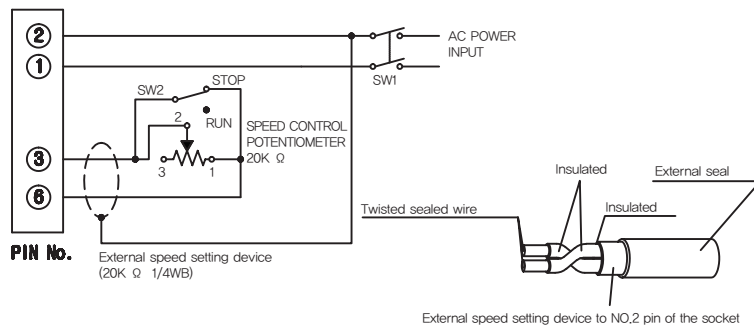 2
1
3
6
PIN No.
AC POWER
INPUT
SW1
SW2
STOP
RUN
2
3
1
SPEED CONTROL
POTENTIOMETER
20K Ω
External speed setting device
(20K Ω 1/4WB)
Insulated
External seal
Twisted sealed wire
Insulated
External speed setting device to NO.2 pin of the socket